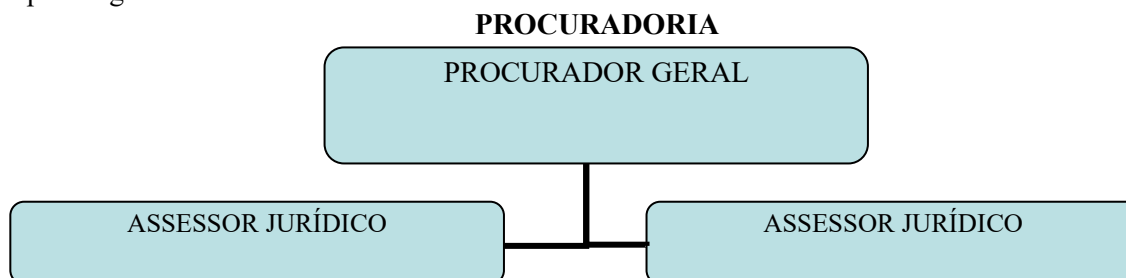 PROCURADORIA
PROCURADOR GERAL
ASSESSOR JURÍDICO
ASSESSOR JURÍDICO